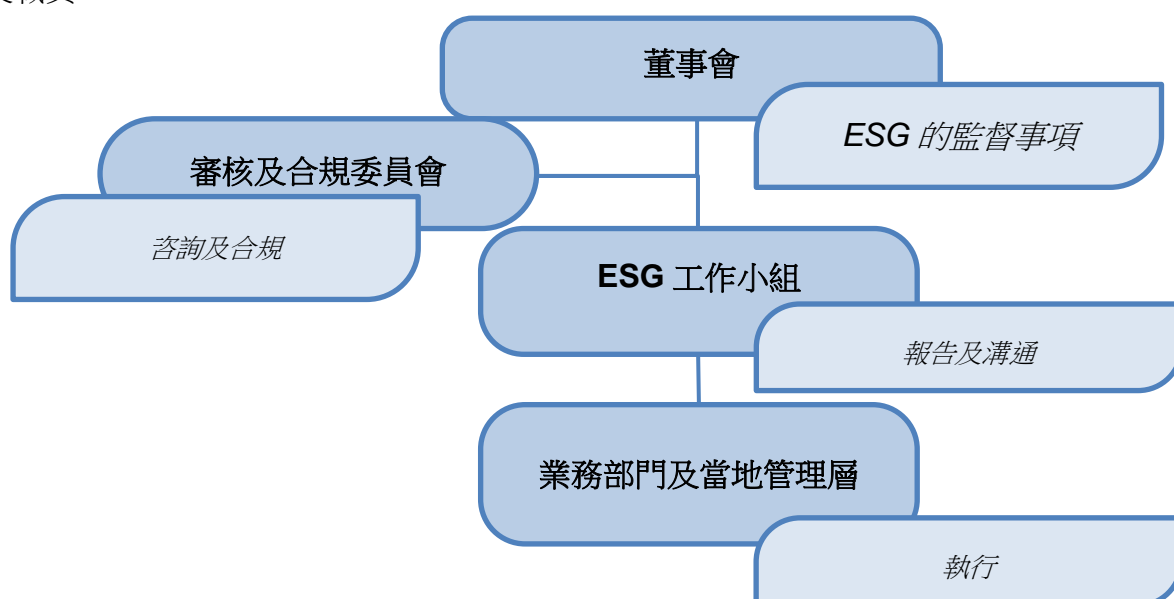 董事會
ESG 的監督事項
審核及合規委員會
咨詢及合規
ESG 工作小組
報告及溝通
業務部門及當地管理層
執行